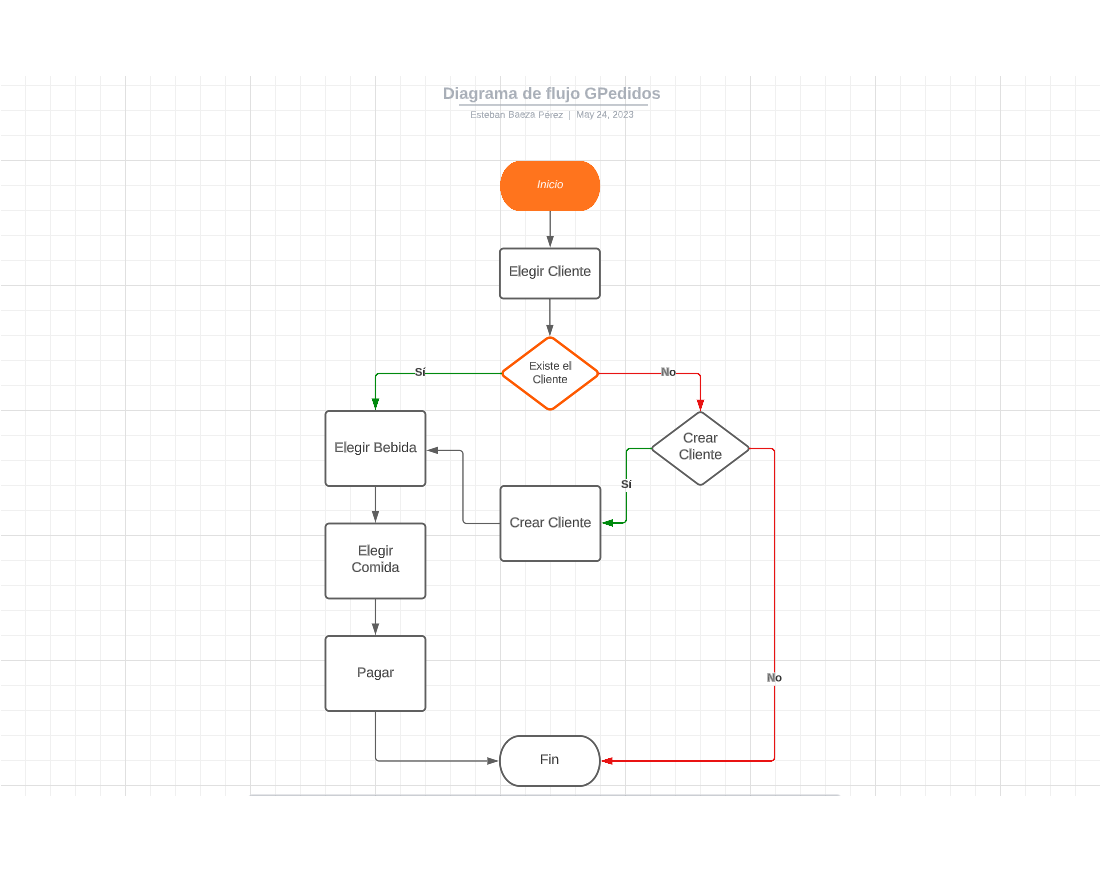 Diagrama de flujo GPedidos
Esteban Baeza Pérez | May 24, 2023
Inicio
Elegir Cliente
Existe el
Cliente
Sí
No
Elegir Bebida
Crear
Cliente
Sí
Crear Cliente
Elegir
Comida
Pagar
No
Fin